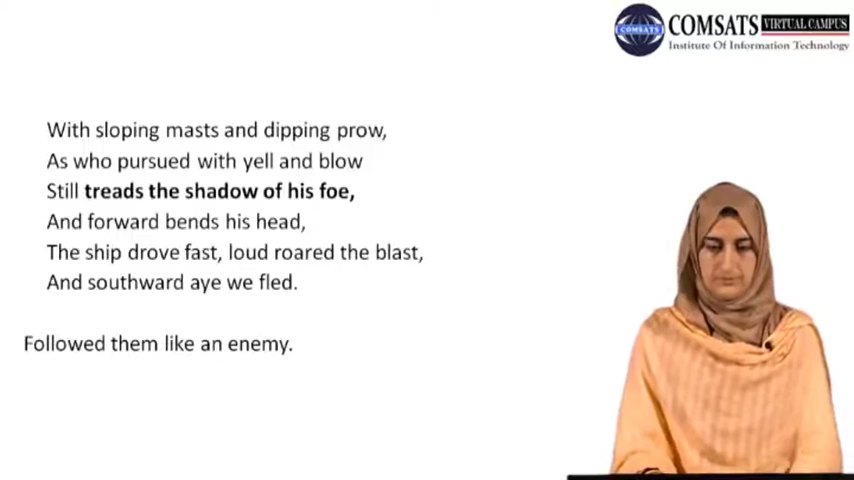 COMSATS VIRTUAL CAMPUS
Institute Of Information Technology
COMSATS
With sloping masts and dipping prow,
As who pursued with yell and blow
Still treads the shadow of his foe,
And forward bends his head,
The ship drove fast, loud roared the blast,
And southward aye we fled.
Followed them like an enemy.